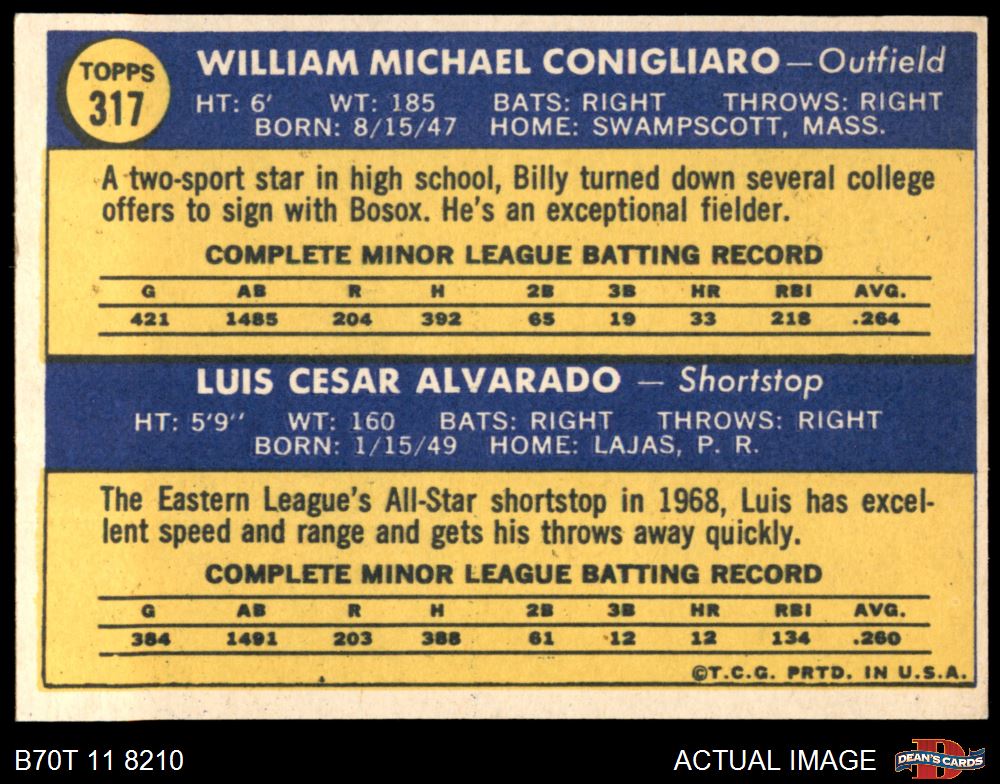 TOPPS
317
WILLIAM MICHAEL CONIGLIARO — Outfield
HT: 6' WT: 185 BATS: RIGHT THROWS: RIGHT
BORN: 8/15/47 HOME: SWAMPSCOTT, MASS.
A two-sport star in high school, Billy turned down several college
offers to sign with Bosox. He's an exceptional fielder.
COMPLETE MINOR LEAGUE BATTING RECORD
G AB R H 2B 3B HR RBI AVG.
421 1485 204 392 65 19 33 218 .264
LUIS CESAR ALVARADO — Shortstop
HT: 5'9" WT: 160 BATS: RIGHT THROWS: RIGHT
BORN: 1/15/49 HOME: LAJAS, P. R.
The Eastern League's All-Star shortstop in 1968, Luis has excel-
lent speed and range and gets his throws away quickly.
COMPLETE MINOR LEAGUE BATTING RECORD
G AB R H 2B 3B HR RBI AVG.
384 1491 203 388 61 12 12 134 .260
©T.C.G. PRTD. IN U.S.A.
B70T 11 8210 ACTUAL IMAGE
D
DEAN'S CARDS